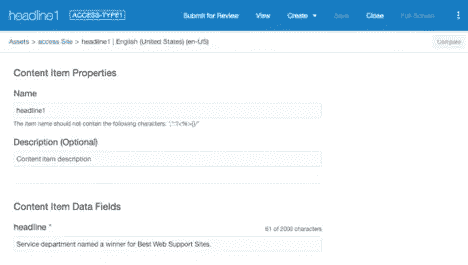 headline1 ACCESS-TYPE1 Submit for Review View Create Save Close Full Screen
Assets > access Site > headline1 | English (United States) (en-US)
Content Item Properties
Name
headline1
The item name should not contain the following characters:
Description (Optional)
Content item description
Content Item Data Fields
headline *
61 of 2000 characters
Service department named a winner for Best Web Support Sites.